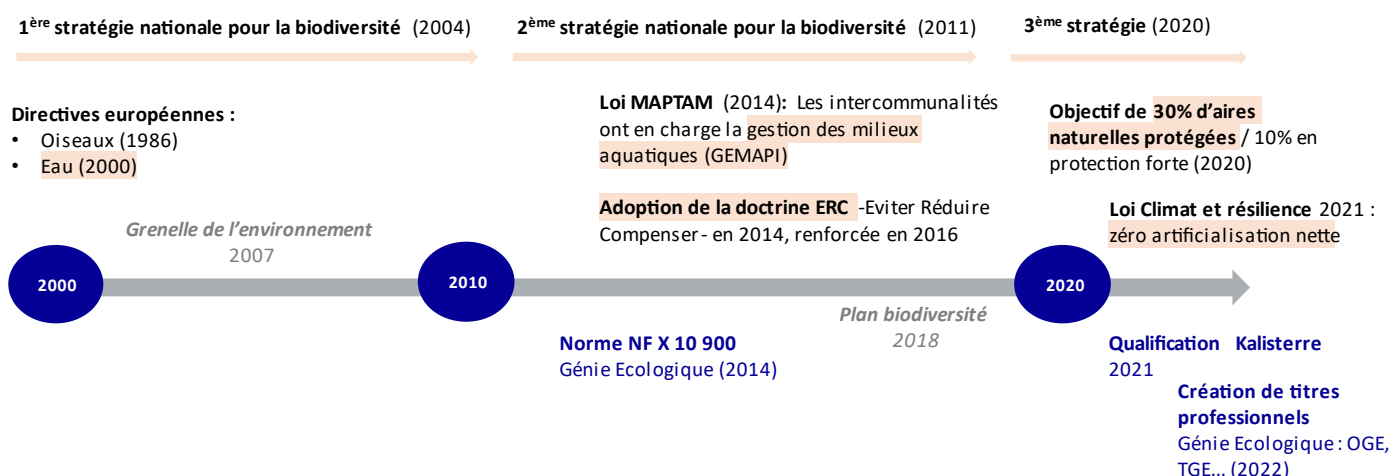 1ère stratégie nationale pour la biodiversité (2004)
2ème stratégie nationale pour la biodiversité (2011)
3ème stratégie (2020)
Directives européennes :
• Oiseaux (1986)
• Eau (2000)
Loi MAPTAM (2014): Les intercommunalités
ont en charge la gestion des milieux
aquatiques (GEMAPI)
Adoption de la doctrine ERC -Eviter Réduire
Compenser- en 2014, renforcée en 2016
Objectif de 30% d’aires
naturelles protégées / 10% en
protection forte (2020)
Loi Climat et résilience 2021 :
zéro artificialisation nette
Grenelle de l’environnement
2007
2000
2010
2020
Plan biodiversité
2018
Norme NF X 10 900
Génie Ecologique (2014)
Qualification Kalisterre
2021
Création de titres
professionnels
Génie Ecologique : OGE,
TGE... (2022)